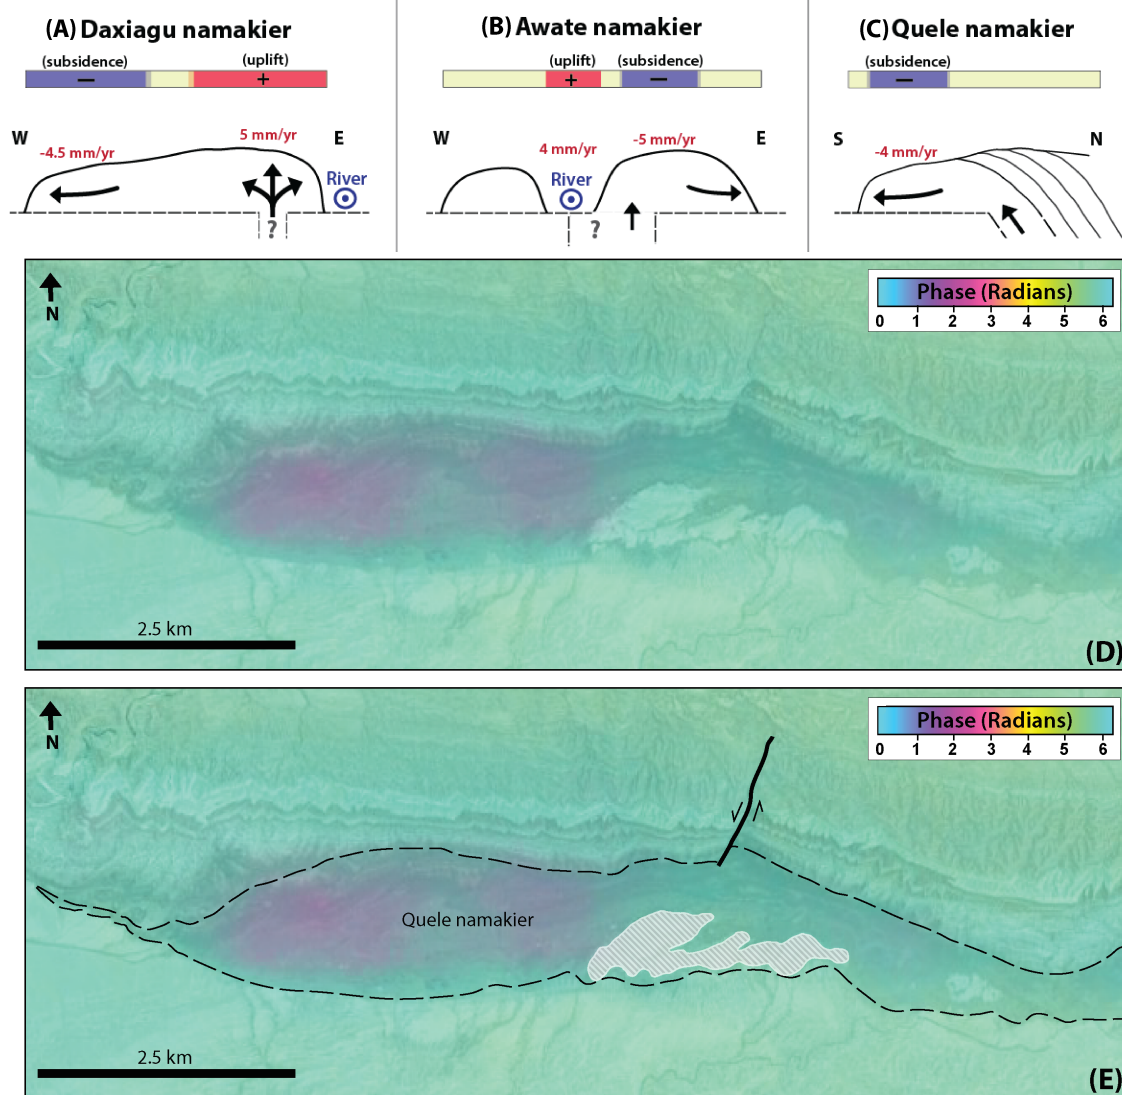 (A) Daxiagu namakier
(subsidence)
(uplift)
−
+
W
-4.5 mm/yr
5 mm/yr
E
River
?
(B) Awate namakier
(uplift)
(subsidence)
+
−
W
4 mm/yr
-5 mm/yr
E
River
?
(C) Quele namakier
(subsidence)
−
S
-4 mm/yr
N
N
Phase (Radians)
0 1 2 3 4 5 6
2.5 km
(D)
N
Phase (Radians)
0 1 2 3 4 5 6
Quele namakier
2.5 km
(E)